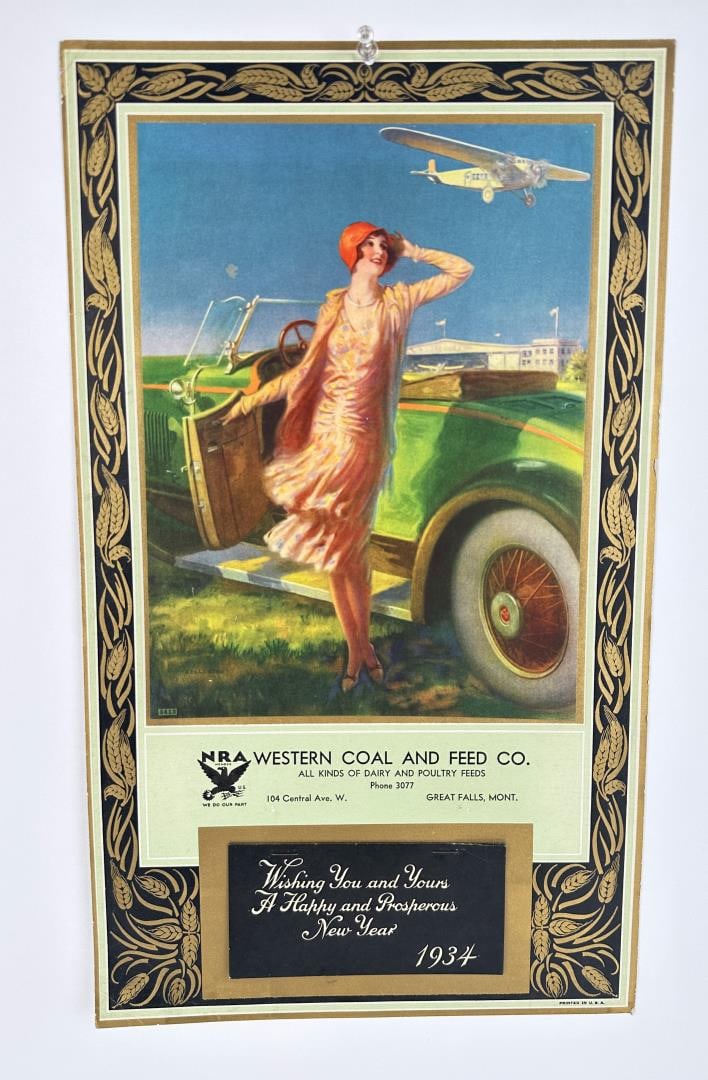 NRA
MEMBER
U.S.
WE DO OUR PART
WESTERN COAL AND FEED CO.
ALL KINDS OF DAIRY AND POULTRY FEEDS
Phone 3077
104 Central Ave. W. GREAT FALLS, MONT.
Wishing You and Yours
A Happy and Prosperous
New Year
1934
PRINTED IN U. S. A.